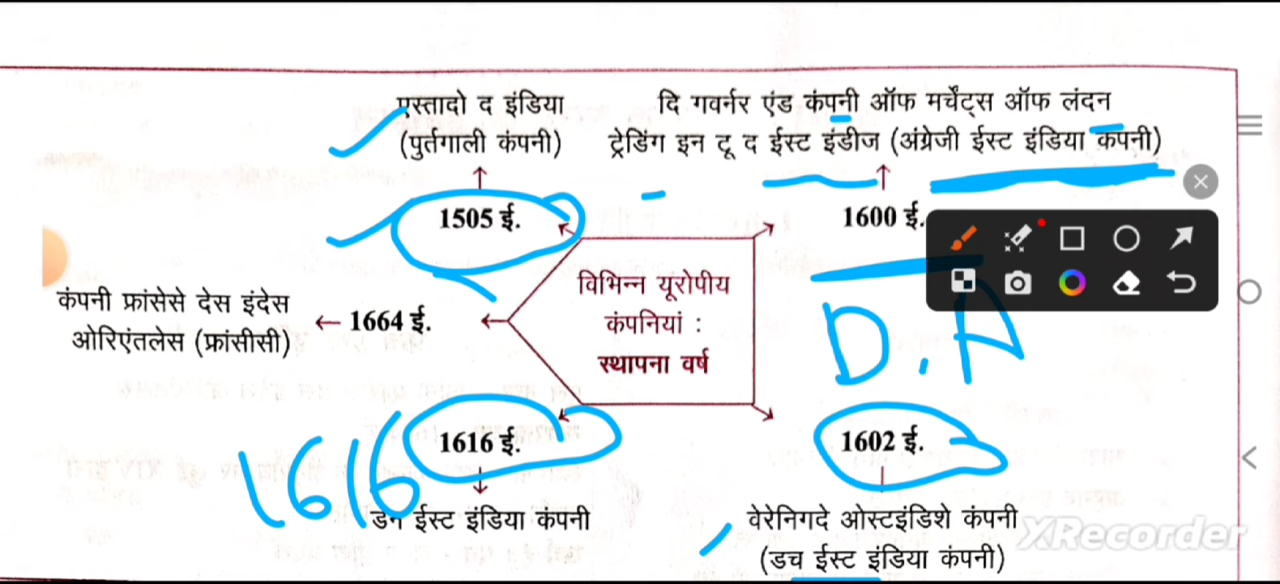 एस्तादो द इंडिया
(पुर्तगाली कंपनी)
दि गवर्नर एंड कंपनी ऑफ मर्चेंट्स ऑफ लंदन
ट्रेडिंग इन टू द ईस्ट इंडीज (अंग्रेजी ईस्ट इंडिया कंपनी)
1505 ई.
1600 ई.
विभिन्न यूरोपीय
कंपनियां :
स्थापना वर्ष
कंपनी फ्रांसेसे देस इंदेस
ओरिएंतलेस (फ्रांसीसी)
← 1664 ई.
D.A
1616 ई.
1602 ई.
1616
डेन ईस्ट इंडिया कंपनी
वेरेनिगदे ओस्टइंडिशे कंपनी
(डच ईस्ट इंडिया कंपनी)
XRecorder